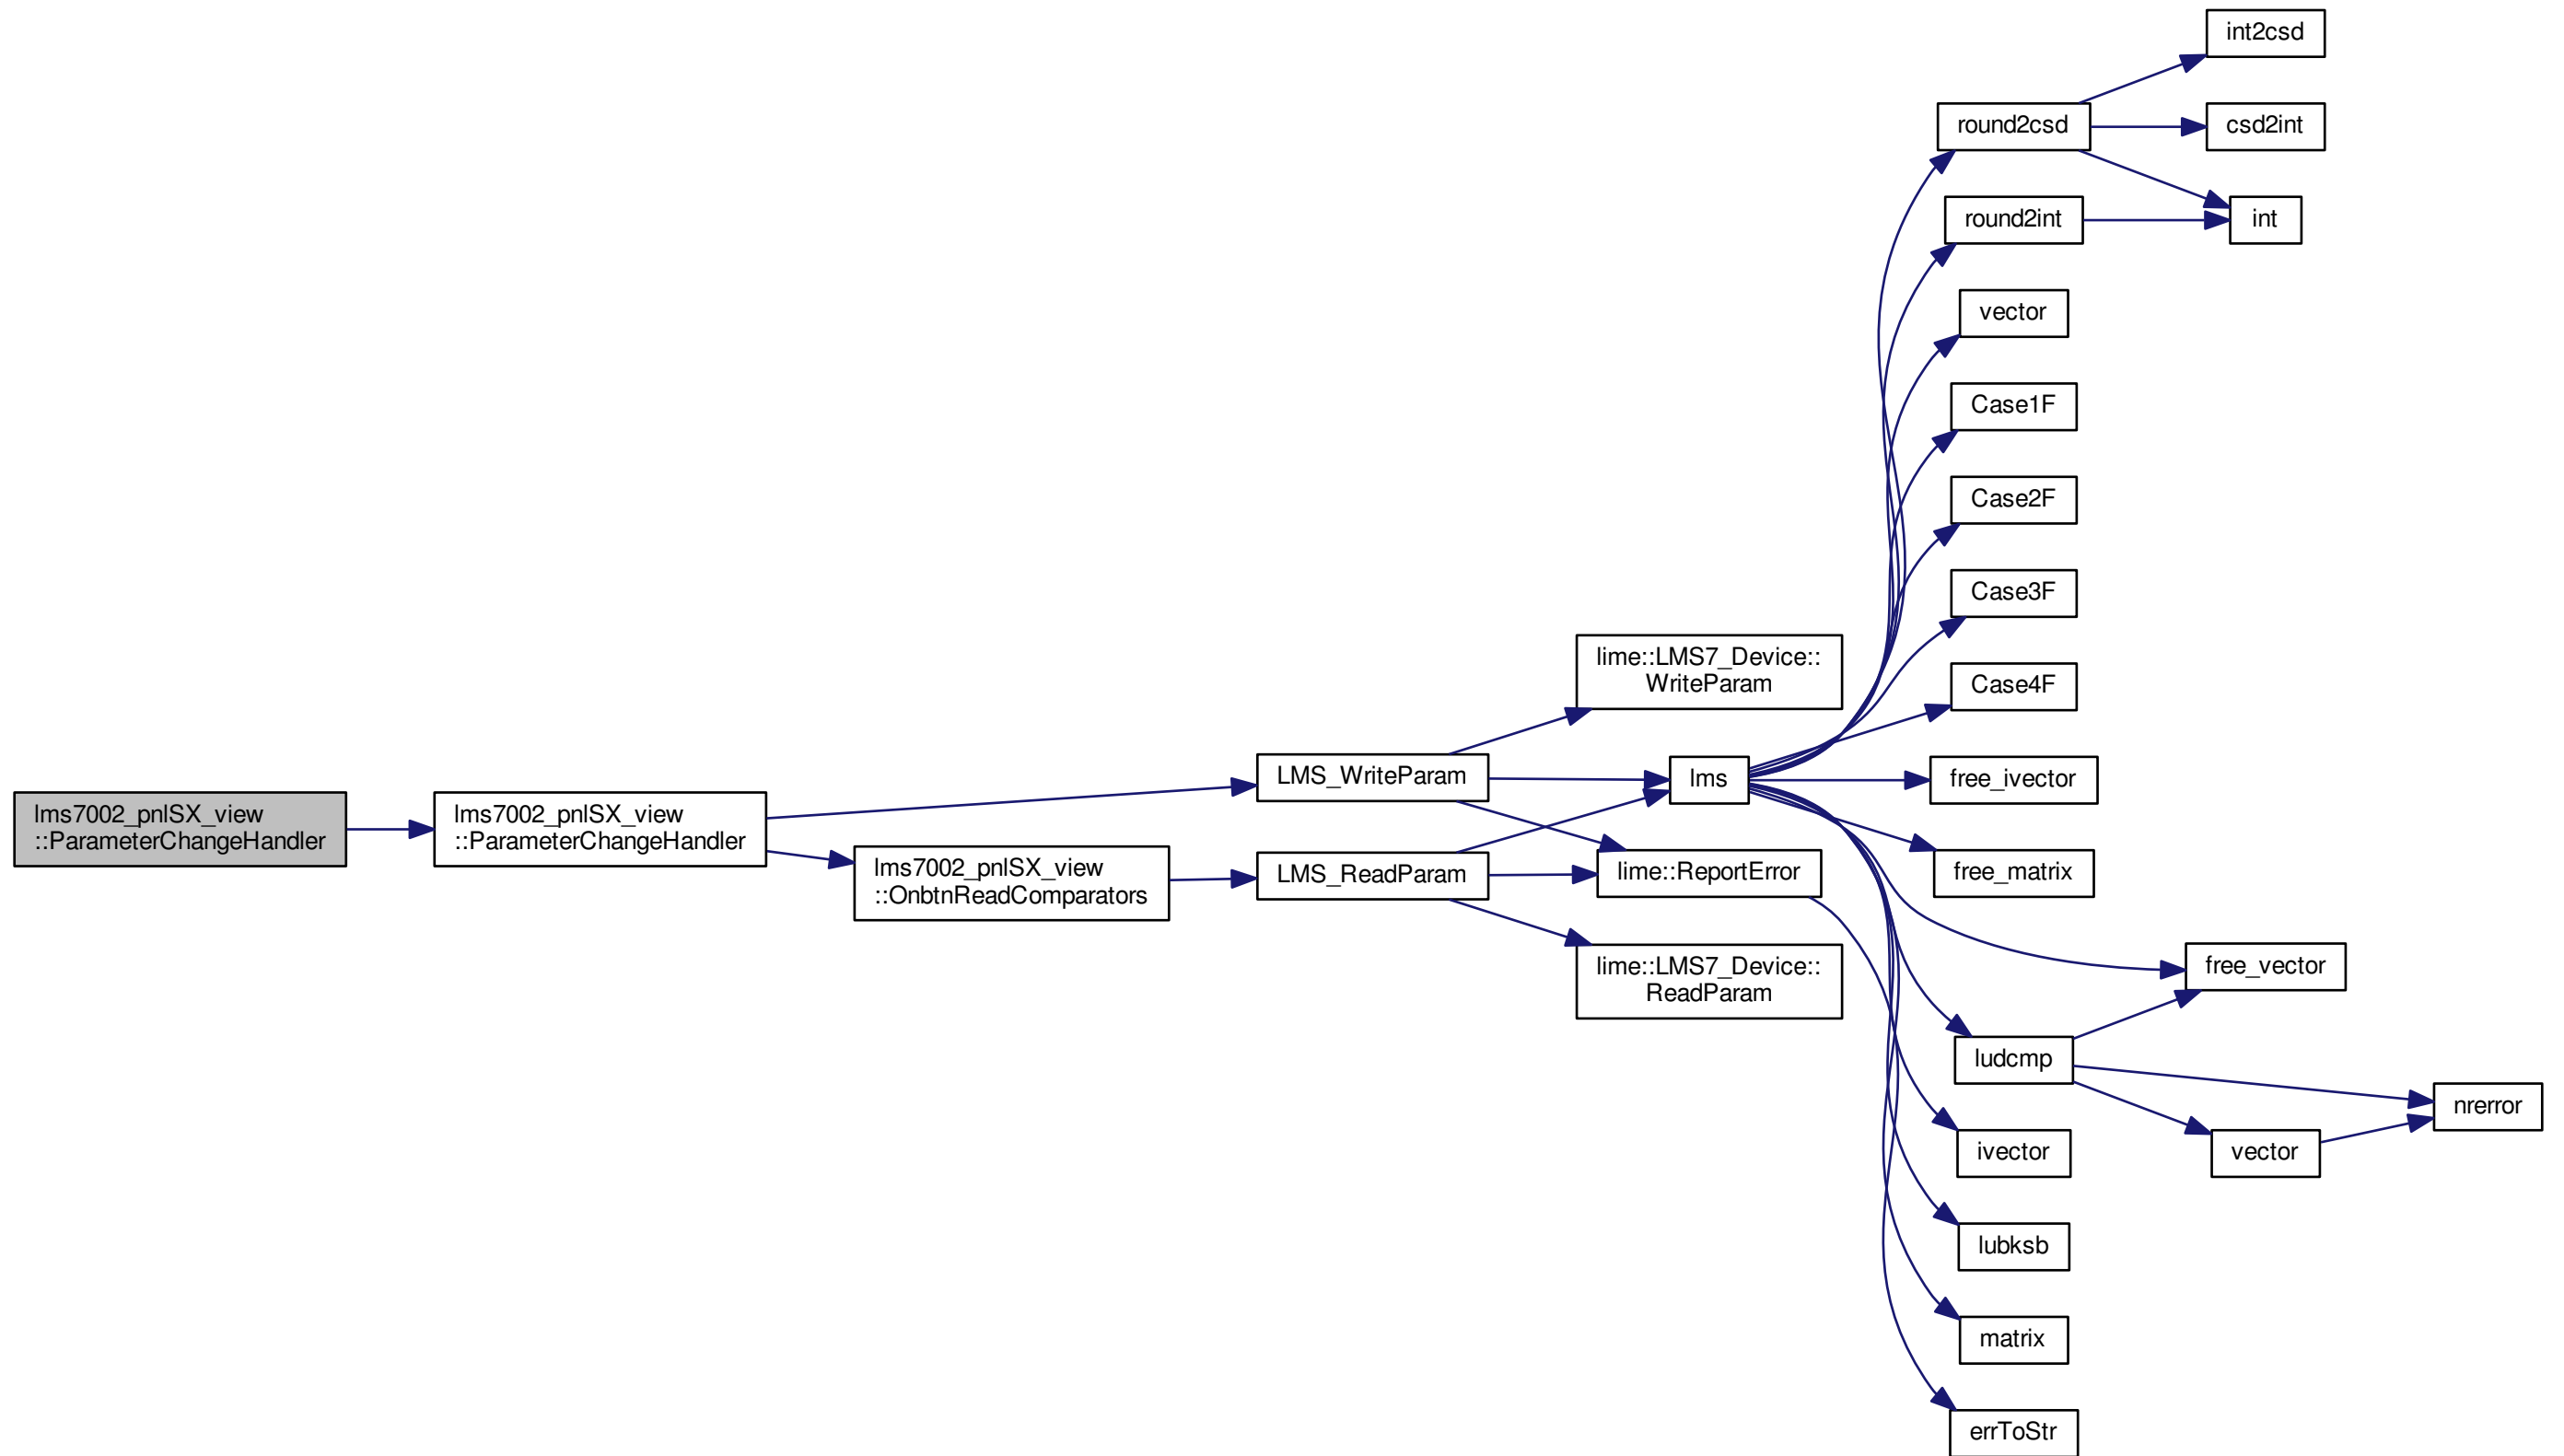 lms7002_pnlSX_view
::ParameterChangeHandler
lms7002_pnlSX_view
::ParameterChangeHandler
LMS_WriteParam
lms7002_pnlSX_view
::OnbtnReadComparators
LMS_ReadParam
lime::LMS7_Device::
WriteParam
lms
lime::ReportError
lime::LMS7_Device::
ReadParam
round2csd
round2int
vector
Case1F
Case2F
Case3F
Case4F
free_ivector
free_matrix
ludcmp
ivector
lubksb
matrix
errToStr
int2csd
csd2int
int
free_vector
vector
nrerror